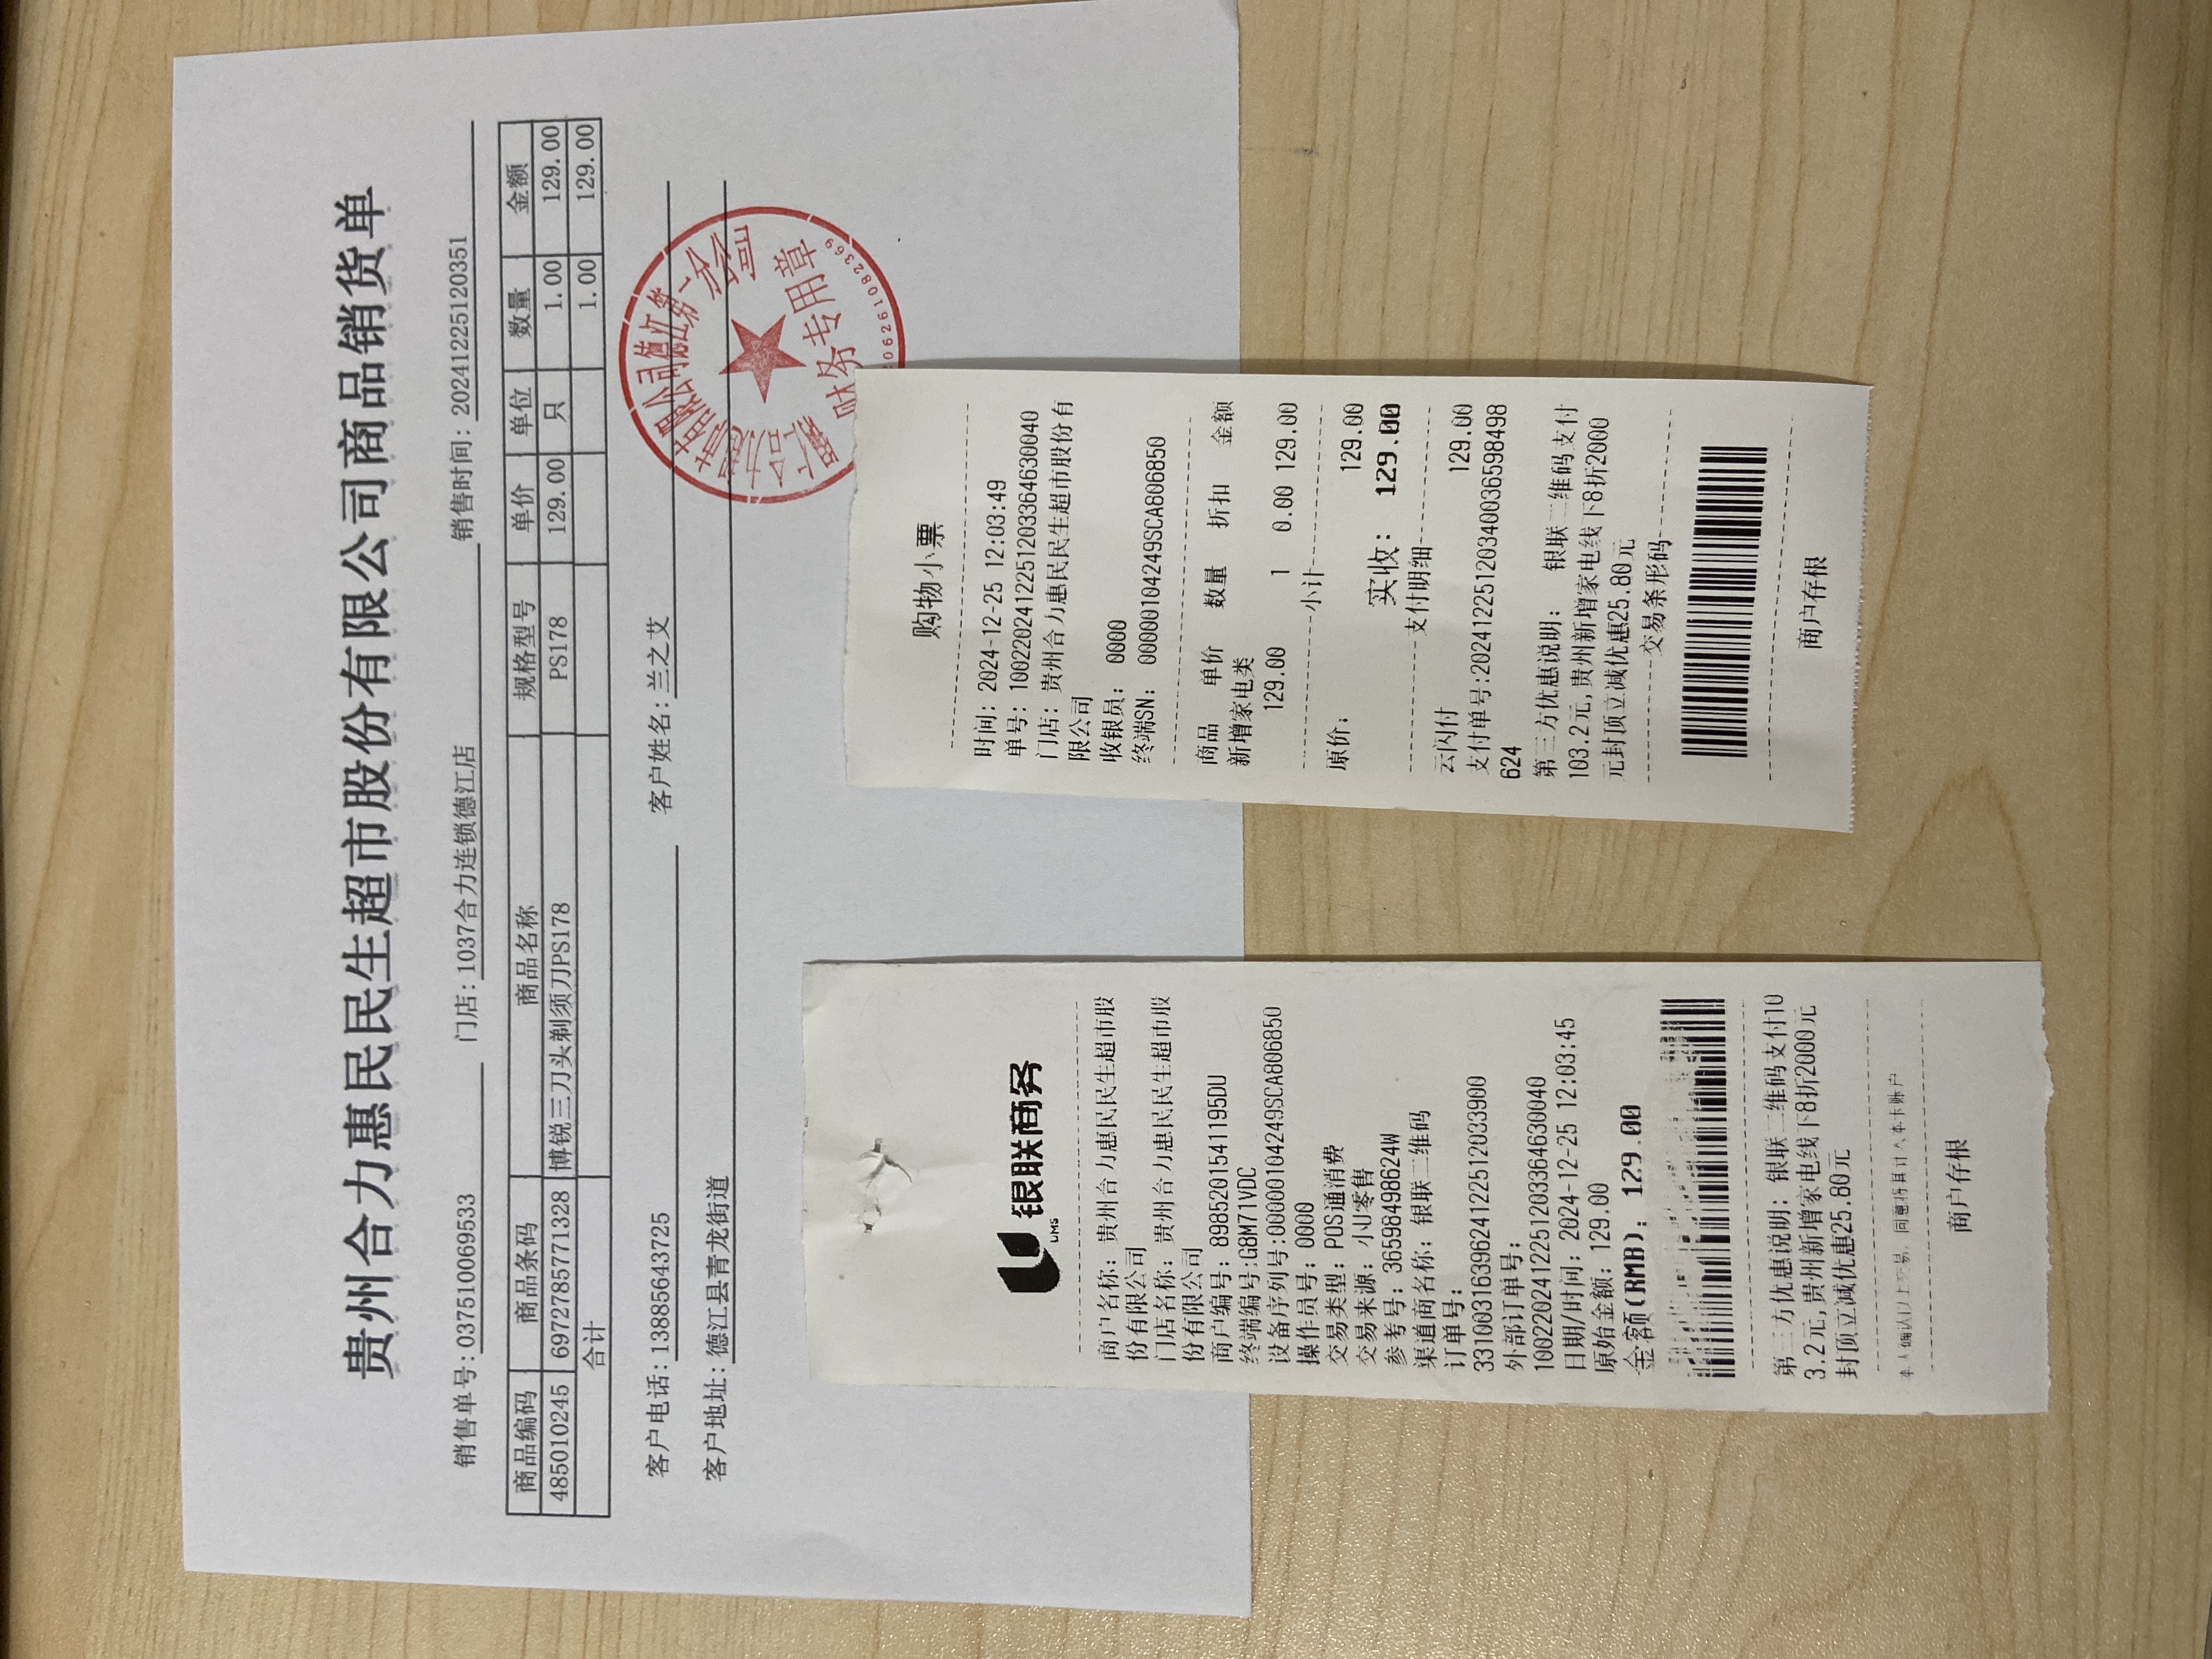 贵州合力惠民民生超市股份有限公司商品销货单
销售单号: 0375100069533 门店: 1037合力连锁德江店 销售时间: 20241225120351
商品编码 商品条码 商品名称 规格型号 单价 单位 数量 金额
485010245 6972785771328 博锐三刀头剃须刀PS178 PS178 129.00 只 1.00 129.00
合计 1.00 129.00
客户电话: 13885643725 客户姓名: 兰之艾
客户地址: 德江县青龙街道
财务专用章
银联商务
UMS
商户名称: 贵州合力惠民民生超市股
份有限公司
门店名称: 贵州合力惠民民生超市股
份有限公司
商户编号: 8985201541195DU
终端编号:GBM71VDC
设备序列号:00000104249SCA806850
操作员号: 0000
交易类型: POS通消费
交易来源: 小U零售
参考号: 36598498624W
渠道商名称: 银联二维码
订单号:
33100316396241225120339​00
外部订单号:
10022024122512033646300​40
日期/时间: 2024-12-25 12:03:45
原始金额: 129.00
金额(RMB): 129.00
第三方优惠说明: 银联二维码支付10
3.2元,贵州新增家电线下8折2000元
封顶立减优惠25.80元
商户存根
购物小票
时间: 2024-12-25 12:03:49
单号: 1002202412251203364630040
门店: 贵州合力惠民民生超市股份有
限公司
收银员: 0000
终端SN: 00000104249SCA806850
商品 单价 数量 折扣 金额
新增家电类
129.00 1 0.00 129.00
小计
原价: 129.00
实收: 129.00
支付明细
云闪付 129.00
支付单号:20241225120340036598498
624
第三方优惠说明: 银联二维码支付
103.2元,贵州新增家电线下8折2000
元封顶立减优惠25.80元
交易条形码
商户存根